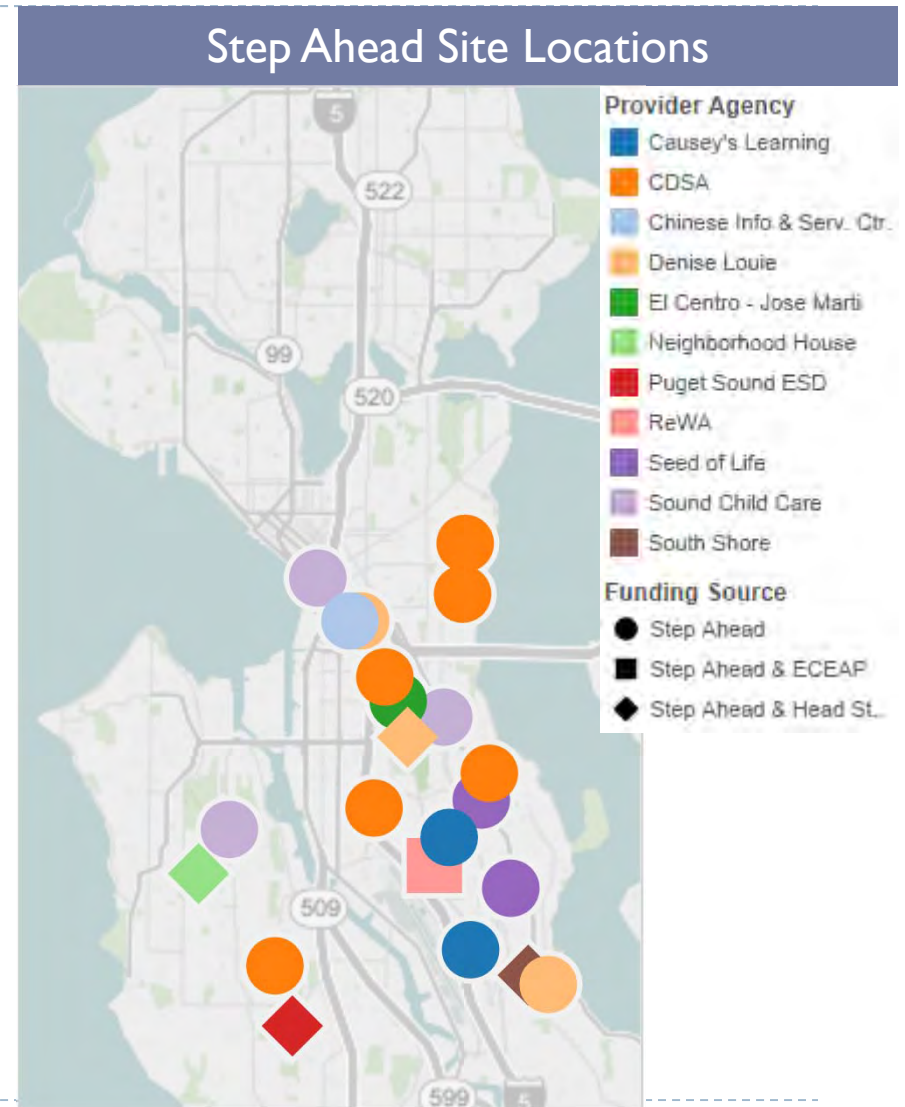 Step Ahead Site Locations
Provider Agency
Causey's Learning
CDSA
Chinese Info & Serv. Ctr.
Denise Louie
El Centro - Jose Marti
Neighborhood House
Puget Sound ESD
ReWA
Seed of Life
Sound Child Care
South Shore
Funding Source
Step Ahead
Step Ahead & ECEAP
Step Ahead & Head St...
5
522
99
520
509
599
5